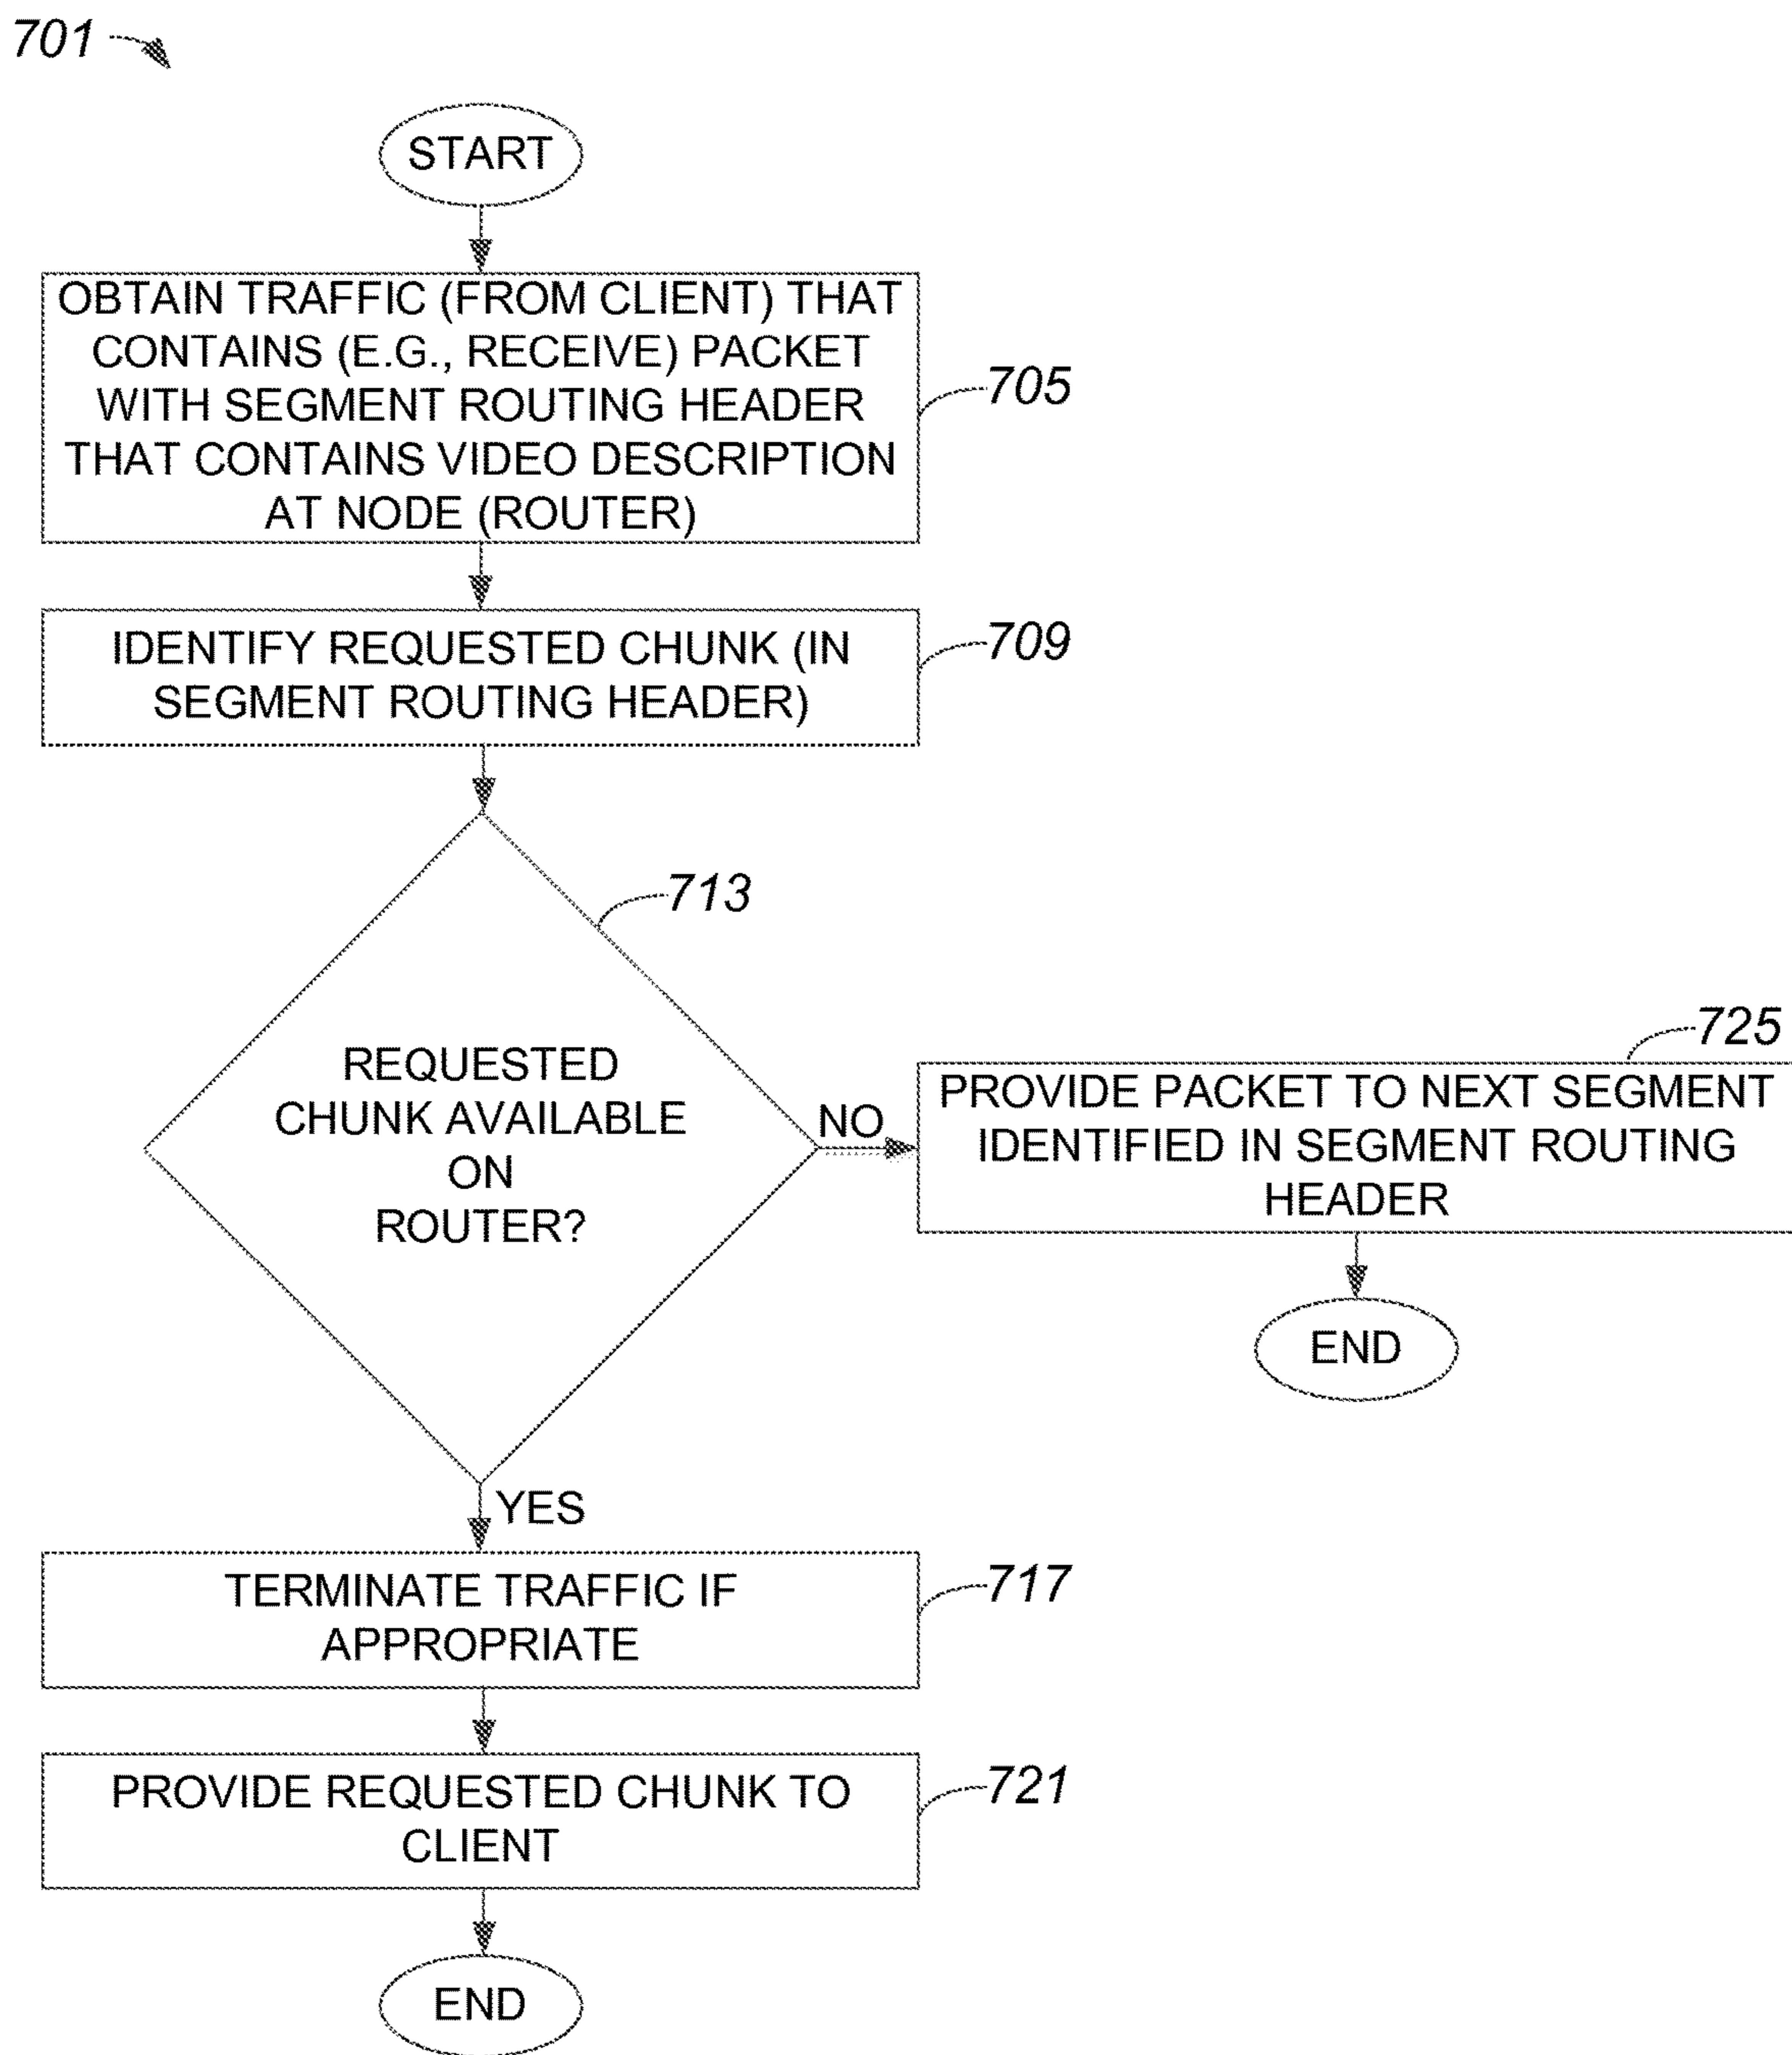 701
START
OBTAIN TRAFFIC (FROM CLIENT) THAT
CONTAINS (E.G., RECEIVE) PACKET
WITH SEGMENT ROUTING HEADER
THAT CONTAINS VIDEO DESCRIPTION
AT NODE (ROUTER)
705
IDENTIFY REQUESTED CHUNK (IN
SEGMENT ROUTING HEADER)
709
713
REQUESTED
CHUNK AVAILABLE
ON
ROUTER?
NO
725
PROVIDE PACKET TO NEXT SEGMENT
IDENTIFIED IN SEGMENT ROUTING
HEADER
END
YES
TERMINATE TRAFFIC IF
APPROPRIATE
717
PROVIDE REQUESTED CHUNK TO
CLIENT
721
END